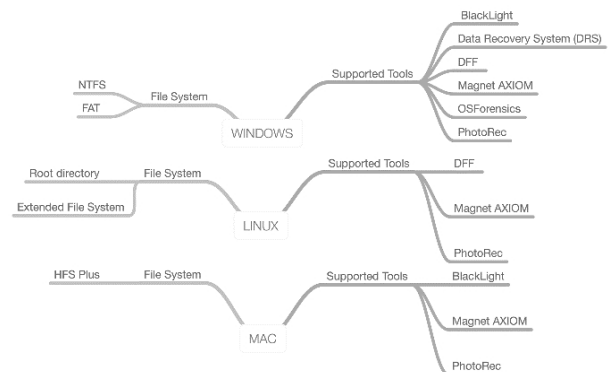 BlackLight
Data Recovery System (DRS)
Supported Tools
DFF
NTFS
File System
Magnet AXIOM
FAT
OSForensics
WINDOWS
PhotoRec
Root directory
File System
Supported Tools
DFF
Extended File System
Magnet AXIOM
LINUX
PhotoRec
HFS Plus
File System
Supported Tools
BlackLight
Magnet AXIOM
MAC
PhotoRec